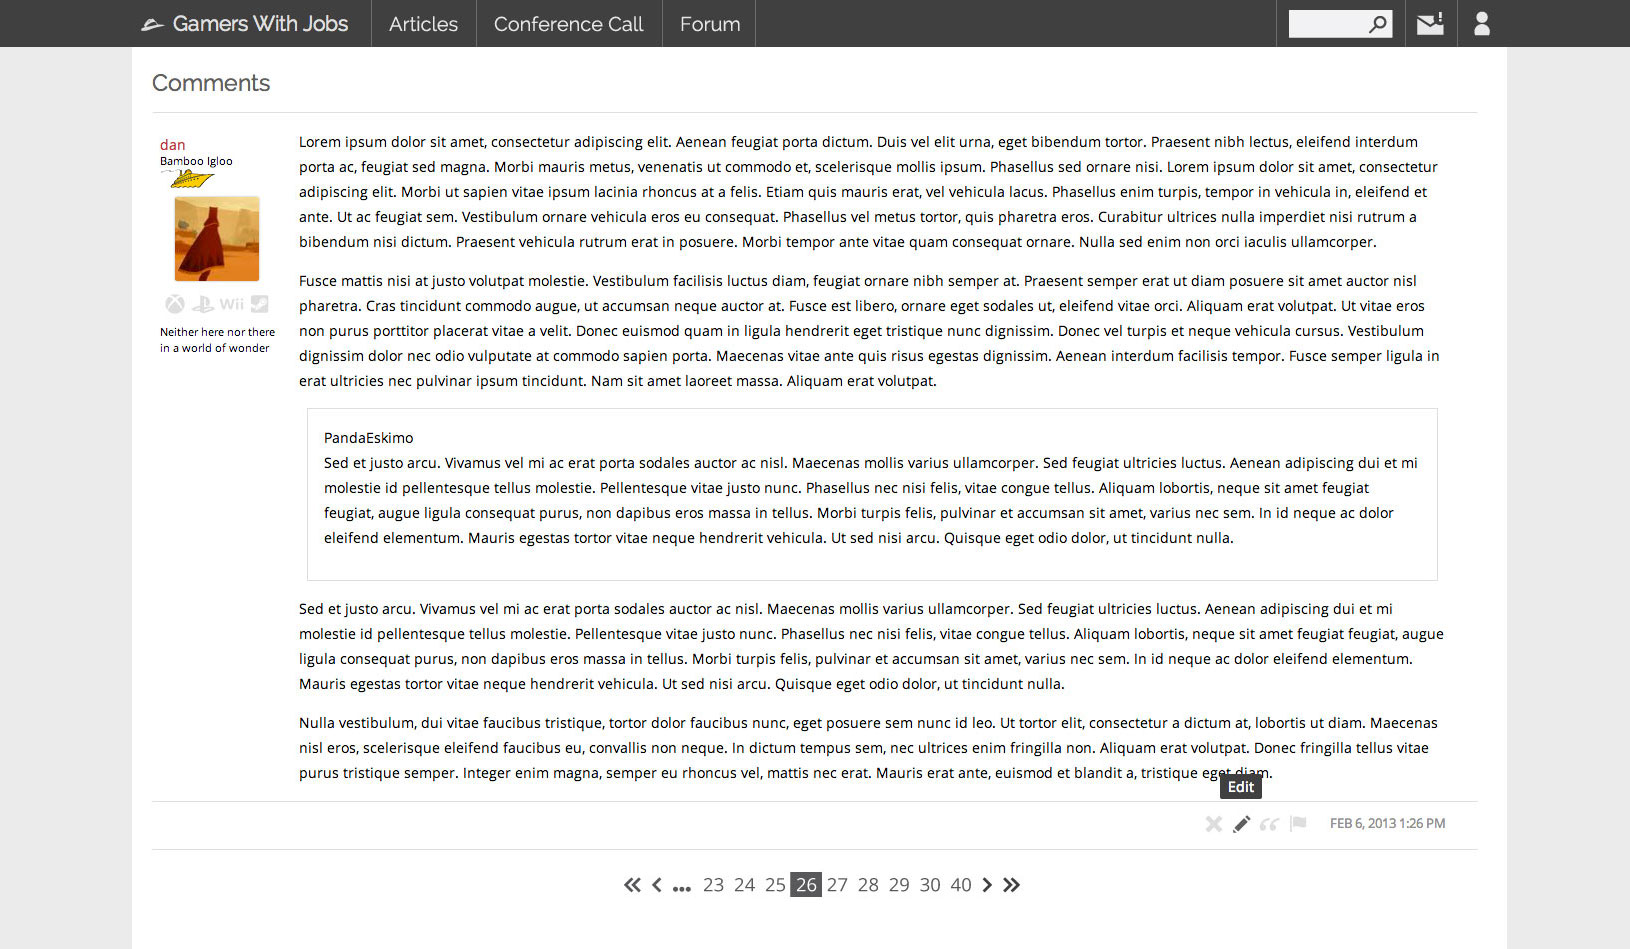 Gamers With Jobs
Articles
Conference Call
Forum
Comments
dan
Bamboo Igloo
Wii
Neither here nor there
in a world of wonder
Lorem ipsum dolor sit amet, consectetur adipiscing elit. Aenean feugiat porta dictum. Duis vel elit urna, eget bibendum tortor. Praesent nibh lectus, eleifend interdum
porta ac, feugiat sed magna. Morbi mauris metus, venenatis ut commodo et, scelerisque mollis ipsum. Phasellus sed ornare nisi. Lorem ipsum dolor sit amet, consectetur
adipiscing elit. Morbi ut sapien vitae ipsum lacinia rhoncus at a felis. Etiam quis mauris erat, vel vehicula lacus. Phasellus enim turpis, tempor in vehicula in, eleifend et
ante. Ut ac feugiat sem. Vestibulum ornare vehicula eros eu consequat. Phasellus vel metus tortor, quis pharetra eros. Curabitur ultrices nulla imperdiet nisi rutrum a
bibendum nisi dictum. Praesent vehicula rutrum erat in posuere. Morbi tempor ante vitae quam consequat ornare. Nulla sed enim non orci iaculis ullamcorper.
Fusce mattis nisi at justo volutpat molestie. Vestibulum facilisis luctus diam, feugiat ornare nibh semper at. Praesent semper erat ut diam posuere sit amet auctor nisl
pharetra. Cras tincidunt commodo augue, ut accumsan neque auctor at. Fusce est libero, ornare eget sodales ut, eleifend vitae orci. Aliquam erat volutpat. Ut vitae eros
non purus porttitor placerat vitae a velit. Donec euismod quam in ligula hendrerit eget tristique nunc dignissim. Donec vel turpis et neque vehicula cursus. Vestibulum
dignissim dolor nec odio vulputate at commodo sapien porta. Maecenas vitae ante quis risus egestas dignissim. Aenean interdum facilisis tempor. Fusce semper ligula in
erat ultricies nec pulvinar ipsum tincidunt. Nam sit amet laoreet massa. Aliquam erat volutpat.
PandaEskimo
Sed et justo arcu. Vivamus vel mi ac erat porta sodales auctor ac nisl. Maecenas mollis varius ullamcorper. Sed feugiat ultricies luctus. Aenean adipiscing dui et mi
molestie id pellentesque tellus molestie. Pellentesque vitae justo nunc. Phasellus nec nisi felis, vitae congue tellus. Aliquam lobortis, neque sit amet feugiat
feugiat, augue ligula consequat purus, non dapibus eros massa in tellus. Morbi turpis felis, pulvinar et accumsan sit amet, varius nec sem. In id neque ac dolor
eleifend elementum. Mauris egestas tortor vitae neque hendrerit vehicula. Ut sed nisi arcu. Quisque eget odio dolor, ut tincidunt nulla.
Sed et justo arcu. Vivamus vel mi ac erat porta sodales auctor ac nisl. Maecenas mollis varius ullamcorper. Sed feugiat ultricies luctus. Aenean adipiscing dui et mi
molestie id pellentesque tellus molestie. Pellentesque vitae justo nunc. Phasellus nec nisi felis, vitae congue tellus. Aliquam lobortis, neque sit amet feugiat feugiat, augue
ligula consequat purus, non dapibus eros massa in tellus. Morbi turpis felis, pulvinar et accumsan sit amet, varius nec sem. In id neque ac dolor eleifend elementum.
Mauris egestas tortor vitae neque hendrerit vehicula. Ut sed nisi arcu. Quisque eget odio dolor, ut tincidunt nulla.
Nulla vestibulum, dui vitae faucibus tristique, tortor dolor faucibus nunc, eget posuere sem nunc id leo. Ut tortor elit, consectetur a dictum at, lobortis ut diam. Maecenas
nisl eros, scelerisque eleifend faucibus eu, convallis non neque. In dictum tempus sem, nec ultrices enim fringilla non. Aliquam erat volutpat. Donec fringilla tellus vitae
purus tristique semper. Integer enim magna, semper eu rhoncus vel, mattis nec erat. Mauris erat ante, euismod et blandit a, tristique eget diam.
Edit
FEB 6, 2013 1:26 PM
... 23 24 25 26 27 28 29 30 40